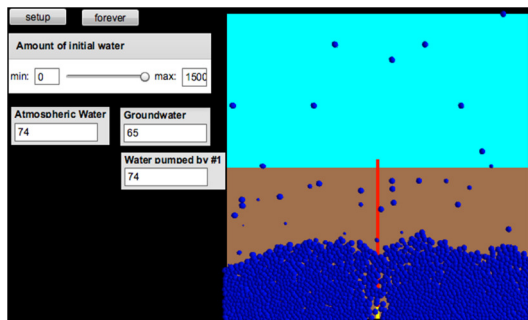 setup forever
Amount of initial water
min: 0 max: 1500
Atmospheric Water Groundwater
74 65
Water pumped by #1
74